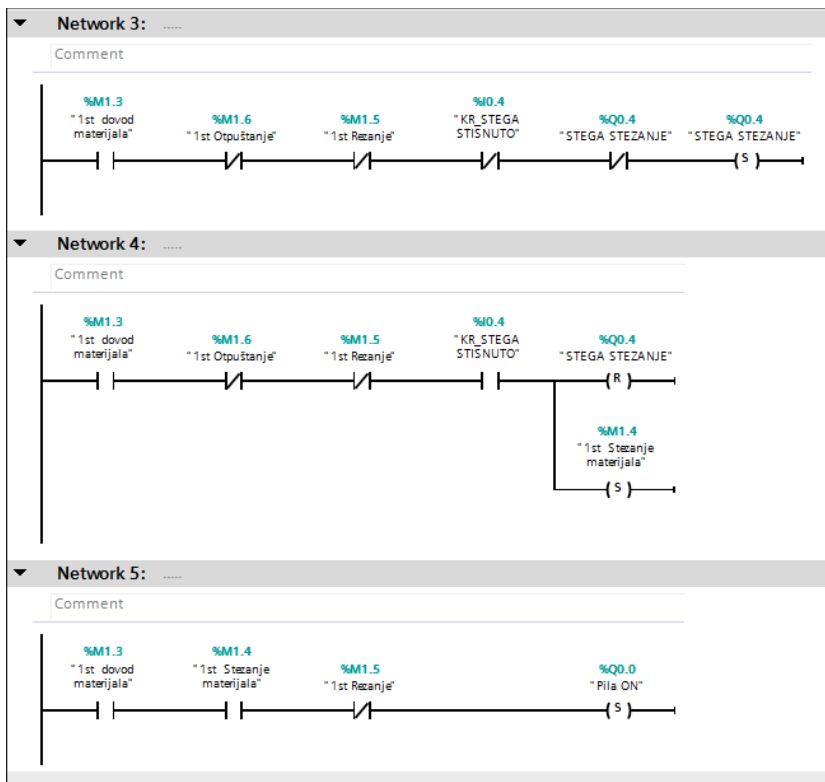 Network 3: .....
Comment
%M1.3
"1st dovod
materijala"
%M1.6
"1st Otpuštanje"
%M1.5
"1st Rezanje"
%I0.4
"KR_STEGA
STISNUTO"
%Q0.4
"STEGA STEZANJE"
%Q0.4
"STEGA STEZANJE"
S
Network 4: .....
Comment
%M1.3
"1st dovod
materijala"
%M1.6
"1st Otpuštanje"
%M1.5
"1st Rezanje"
%I0.4
"KR_STEGA
STISNUTO"
%Q0.4
"STEGA STEZANJE"
R
%M1.4
"1st Stezanje
materijala"
S
Network 5: .....
Comment
%M1.3
"1st dovod
materijala"
%M1.4
"1st Stezanje
materijala"
%M1.5
"1st Rezanje"
%Q0.0
"Pila ON"
S